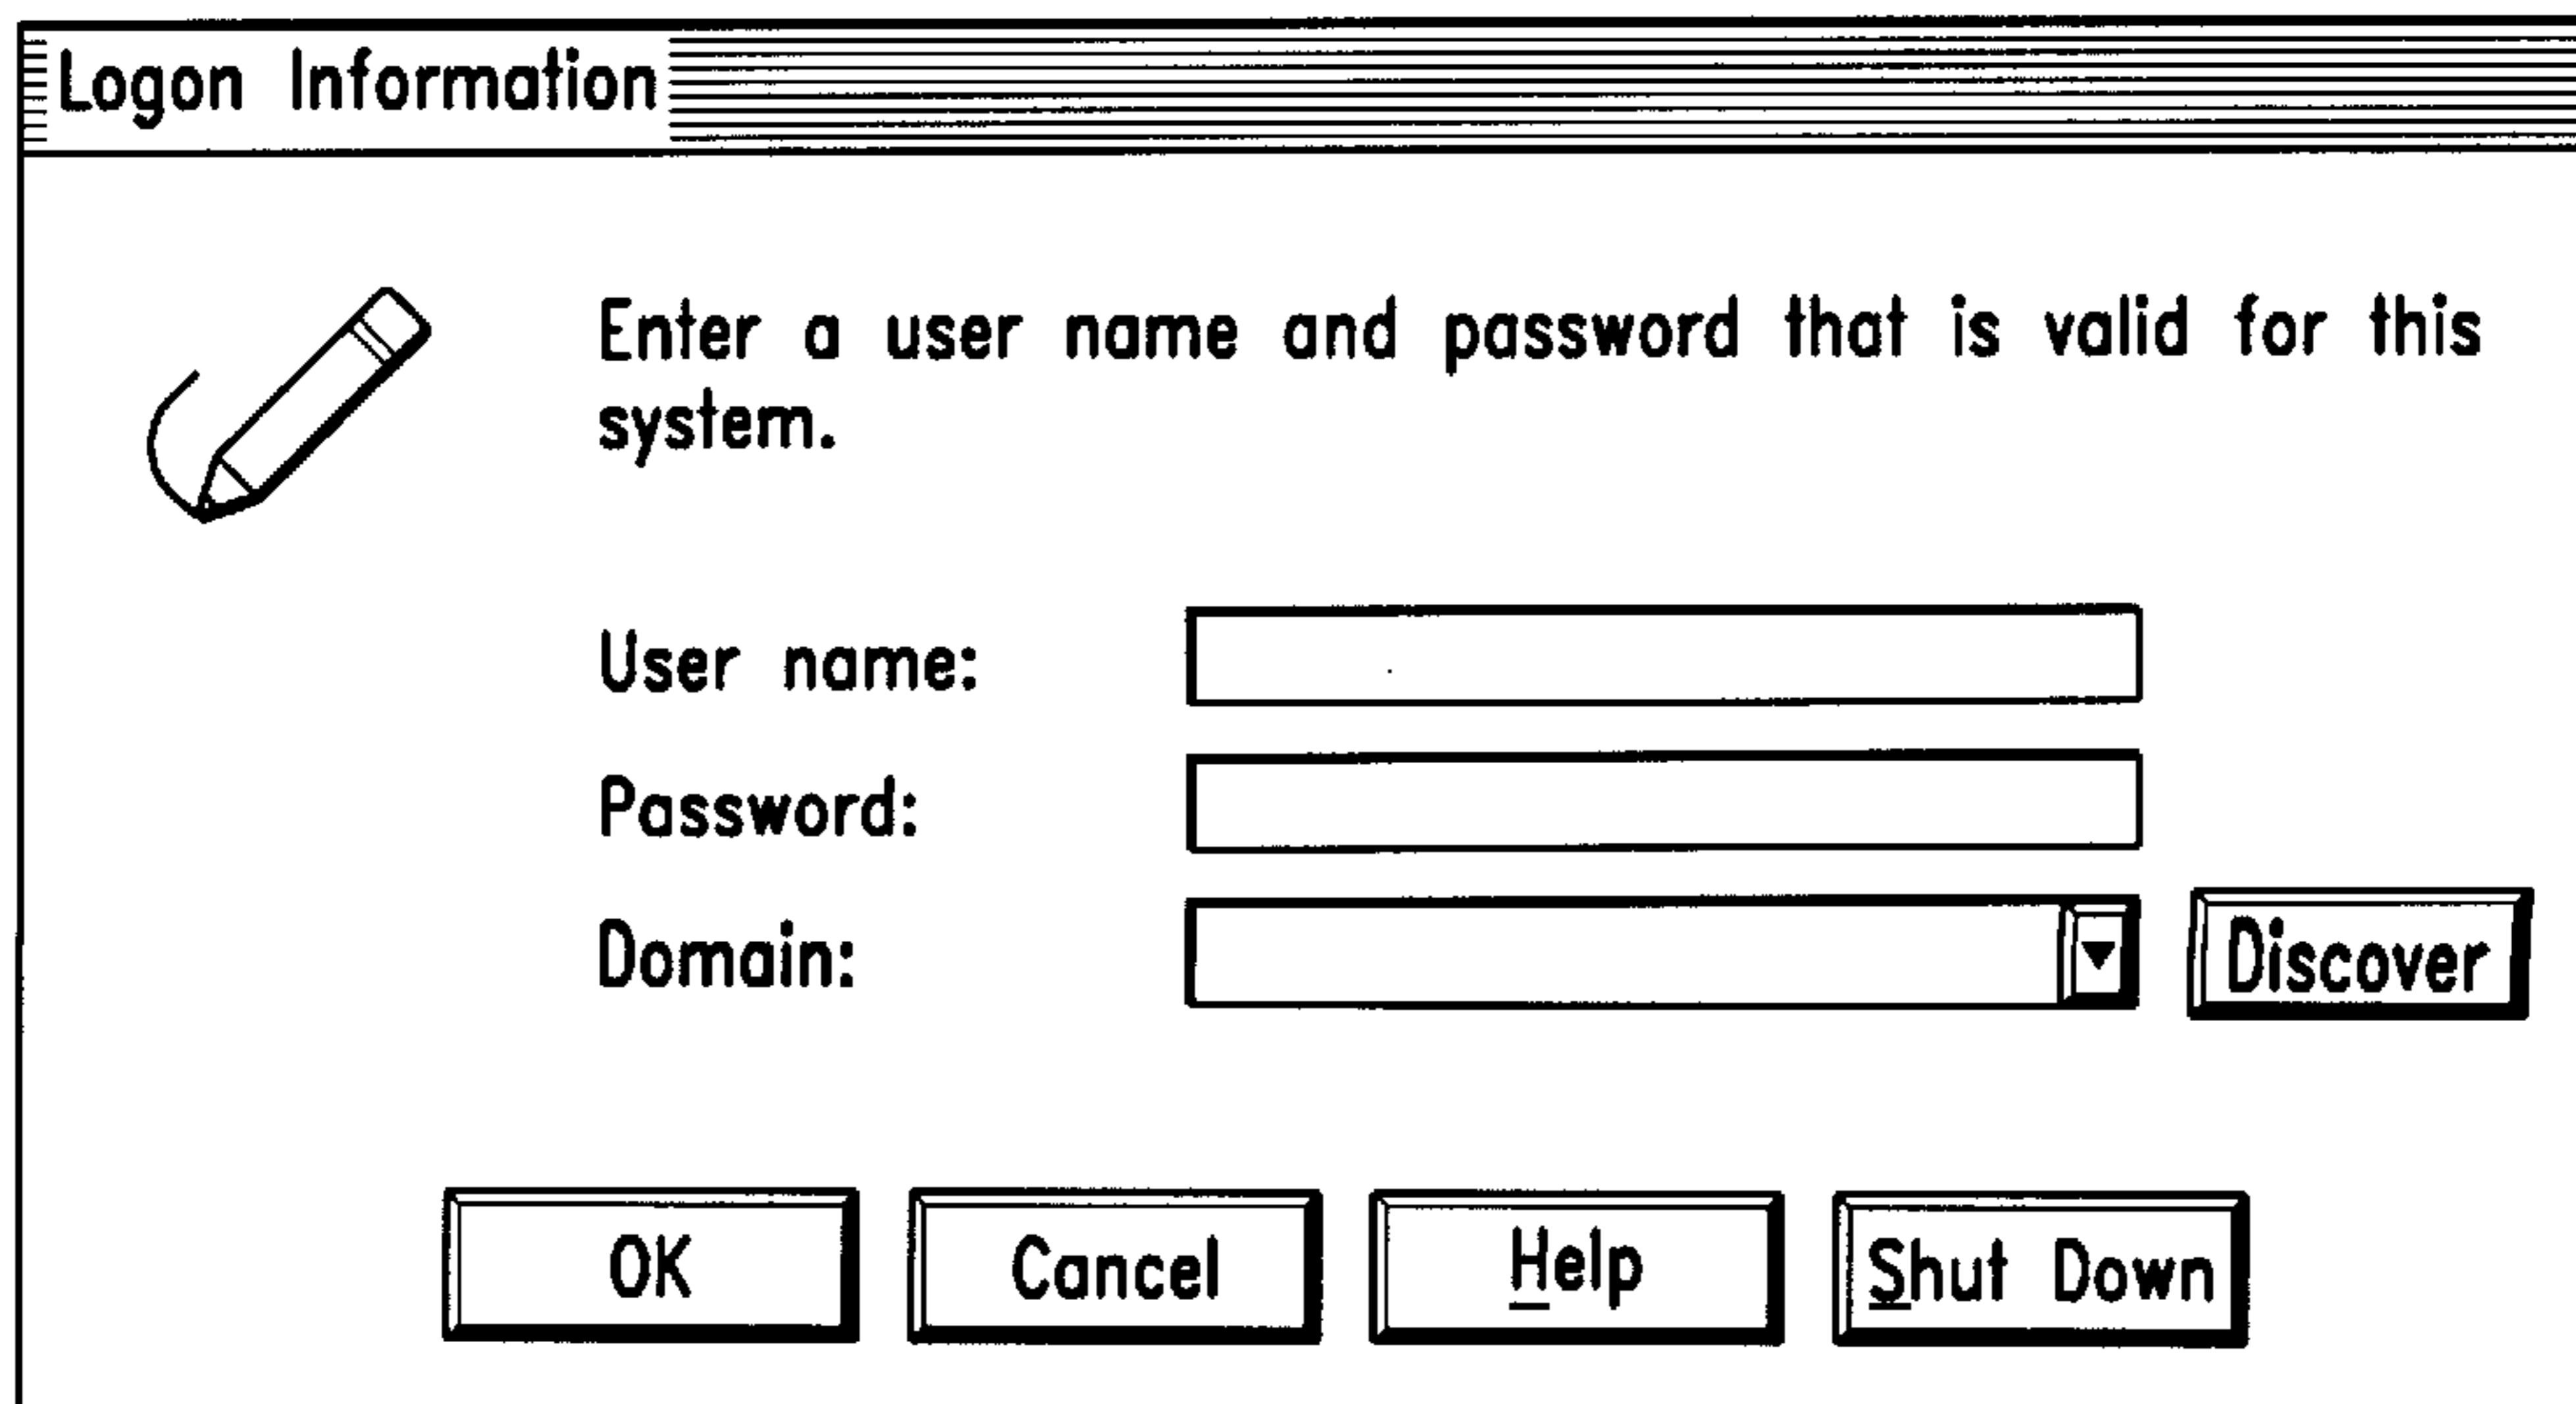 Logon Information
Enter a user name and password that is valid for this
system.
User name:
Password:
Domain:
Discover
OK
Cancel
Help
Shut Down